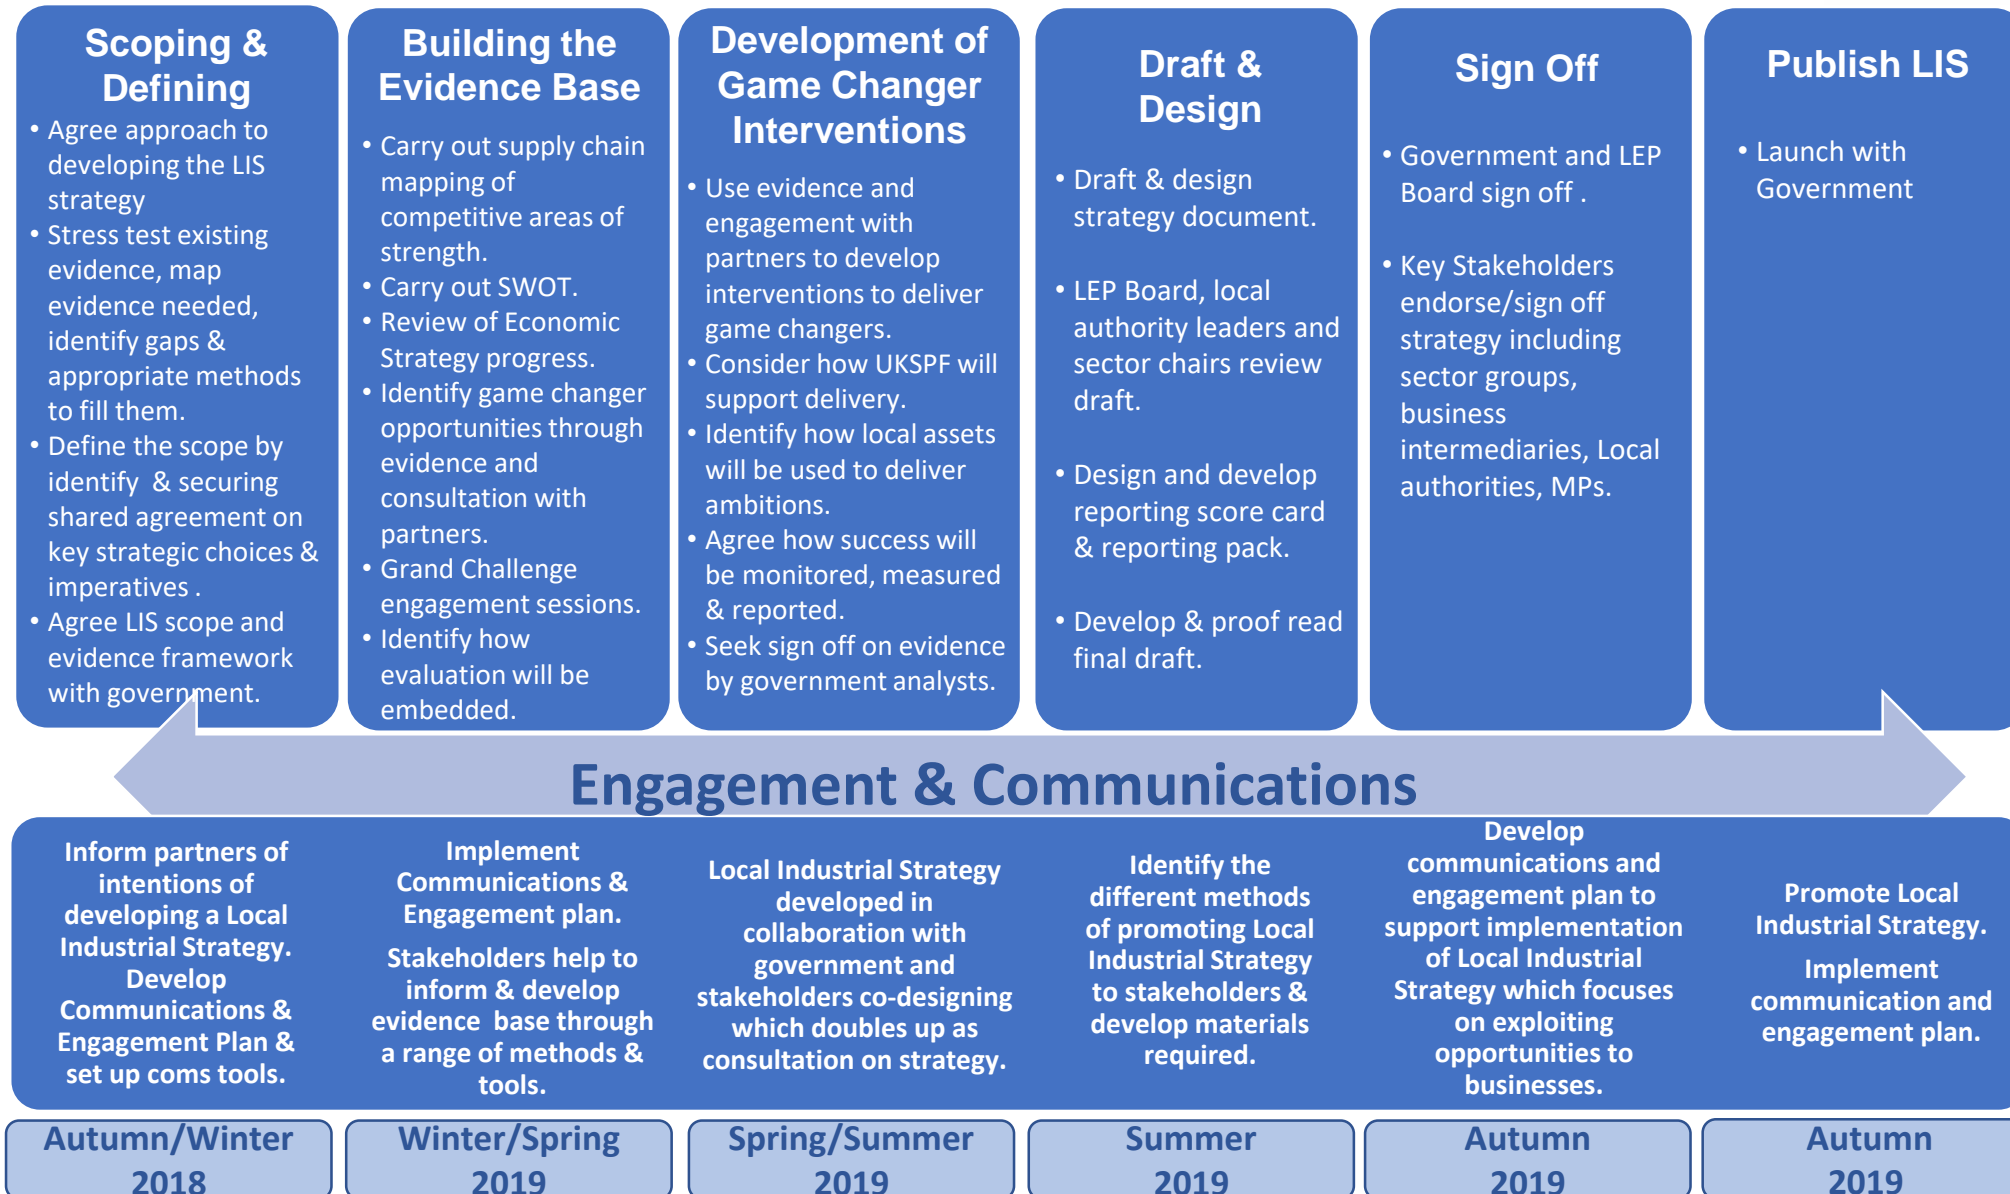 Scoping &
Defining
• Agree approach to
developing the LIS
strategy
• Stress test existing
evidence, map
evidence needed,
identify gaps &
appropriate methods
to fill them.
• Define the scope by
identify & securing
shared agreement on
key strategic choices &
imperatives .
• Agree LIS scope and
evidence framework
with government.
Building the
Evidence Base
• Carry out supply chain
mapping of
competitive areas of
strength.
• Carry out SWOT.
• Review of Economic
Strategy progress.
• Identify game changer
opportunities through
evidence and
consultation with
partners.
• Grand Challenge
engagement sessions.
• Identify how
evaluation will be
embedded.
Development of
Game Changer
Interventions
• Use evidence and
engagement with
partners to develop
interventions to deliver
game changers.
• Consider how UKSPF will
support delivery.
• Identify how local assets
will be used to deliver
ambitions.
• Agree how success will
be monitored, measured
& reported.
• Seek sign off on evidence
by government analysts.
Draft &
Design
• Draft & design
strategy document.
• LEP Board, local
authority leaders and
sector chairs review
draft.
• Design and develop
reporting score card
& reporting pack.
• Develop & proof read
final draft.
Sign Off
• Government and LEP
Board sign off .
• Key Stakeholders
endorse/sign off
strategy including
sector groups,
business
intermediaries, Local
authorities, MPs.
Publish LIS
• Launch with
Government
Engagement & Communications
Inform partners of
intentions of
developing a Local
Industrial Strategy.
Develop
Communications &
Engagement Plan &
set up coms tools.
Implement
Communications &
Engagement plan.
Stakeholders help to
inform & develop
evidence base through
a range of methods &
tools.
Local Industrial Strategy
developed in
collaboration with
government and
stakeholders co-designing
which doubles up as
consultation on strategy.
Identify the
different methods
of promoting Local
Industrial Strategy
to stakeholders &
develop materials
required.
Develop
communications and
engagement plan to
support implementation
of Local Industrial
Strategy which focuses
on exploiting
opportunities to
businesses.
Promote Local
Industrial Strategy.
Implement
communication and
engagement plan.
Autumn/Winter
2018
Winter/Spring
2019
Spring/Summer
2019
Summer
2019
Autumn
2019
Autumn
2019